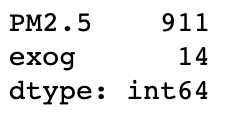 PM2.5    911
exog      14
dtype: int64